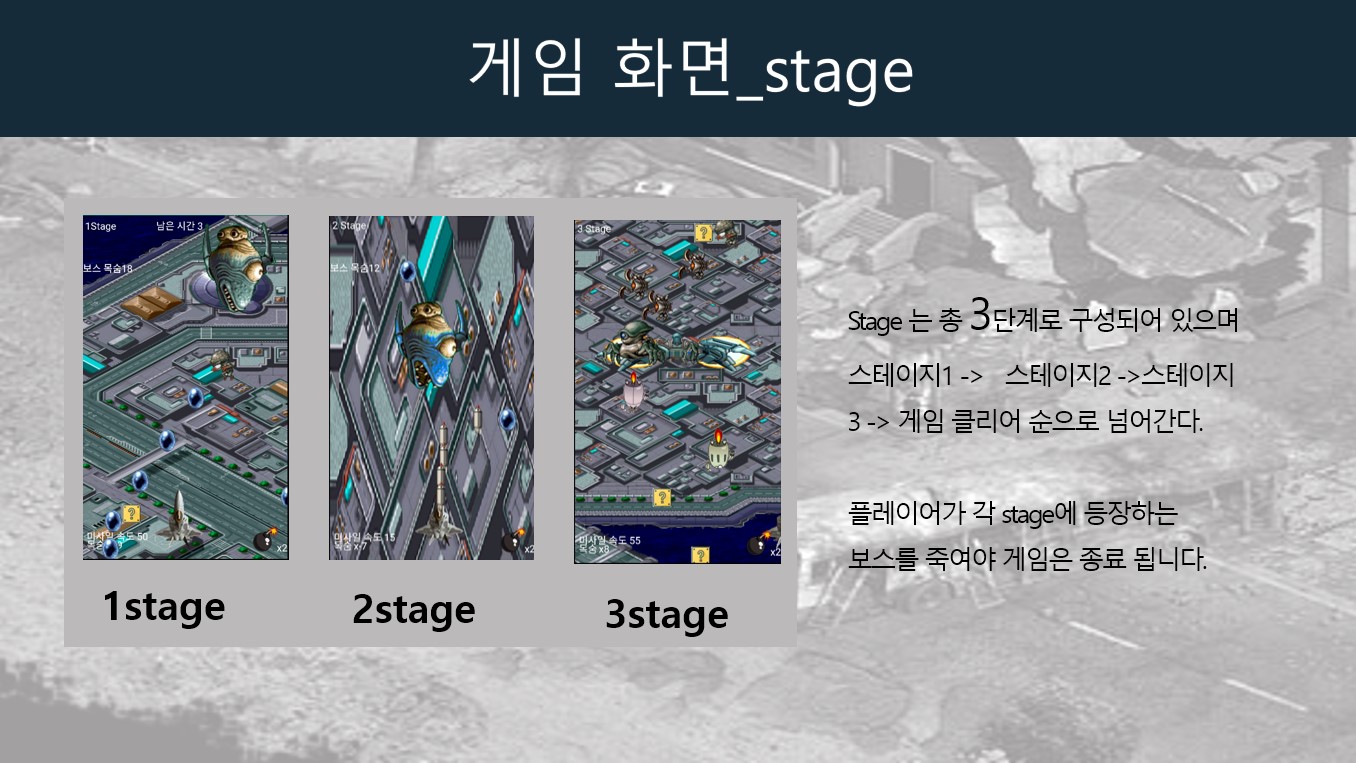 게임 화면_stage
1Stage 남은 시간 3
보스 목숨18
미사일 속도 50
x2
2 Stage
보스 목숨12
미사일 속도 15
목숨 x-7
x2
3 Stage
미사일 속도 55
목숨 x8
x2
1stage
2stage
3stage
Stage 는 총 3단계로 구성되어 있으며
스테이지1 -> 스테이지2 ->스테이지
3 -> 게임 클리어 순으로 넘어간다.
플레이어가 각 stage에 등장하는
보스를 죽여야 게임은 종료 됩니다.